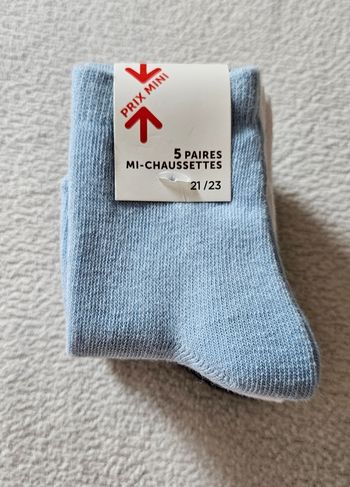 PRIX MINI
5 PAIRES
MI-CHAUSSETTES
21/23